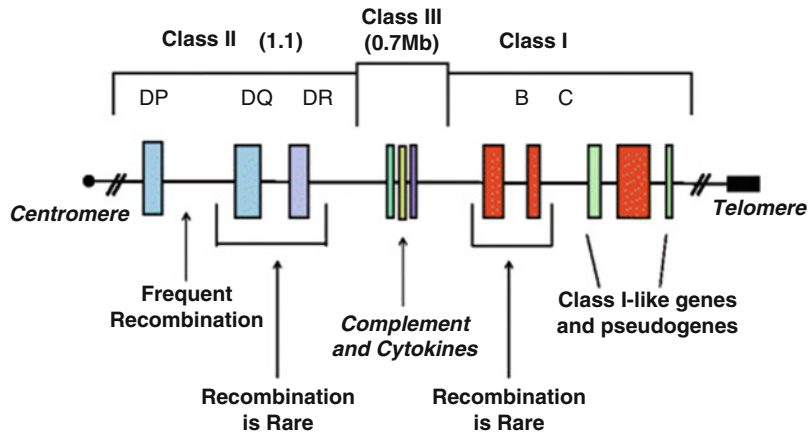 Class II (1.1)
Class III
(0.7Mb)
Class I
DP
DQ
DR
B
C
Centromere
Telomere
Frequent
Recombination
Complement
and Cytokines
Class I-like genes
and pseudogenes
Recombination
is Rare
Recombination
is Rare